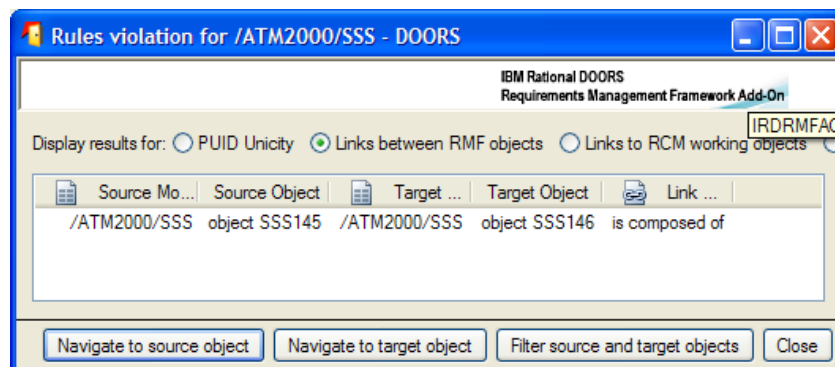 Rules violation for /ATM2000/SSS - DOORS
IBM Rational DOORS
Requirements Management Framework Add-On
IRDRMFAO
Display results for: PUID Unicity Links between RMF objects Links to RCM working objects
Source Mo... Source Object Target ... Target Object Link ...
/ATM2000/SSS object SSS145 /ATM2000/SSS object SSS146 is composed of
Navigate to source object Navigate to target object Filter source and target objects Close